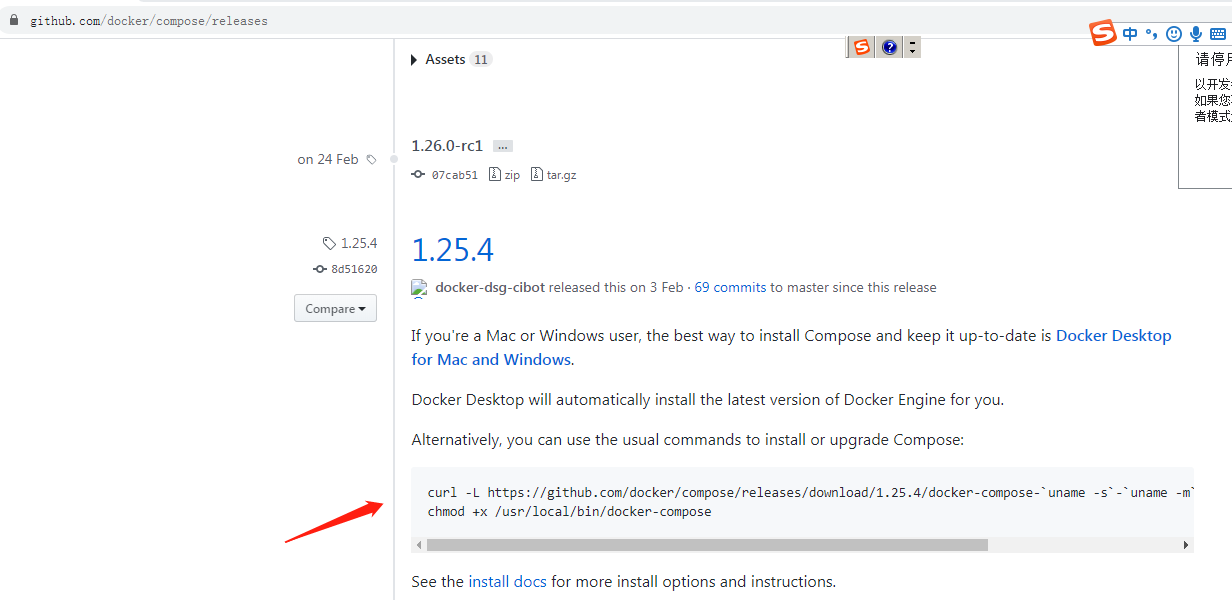 github.com/docker/compose/releases
中
Assets 11
请停用
以开发
如果您
者模式
1.26.0-rc1 ...
on 24 Feb
07cab51 zip tar.gz
1.25.4
1.25.4
8d51620
docker-dsg-cibot released this on 3 Feb · 69 commits to master since this release
Compare
If you're a Mac or Windows user, the best way to install Compose and keep it up-to-date is Docker Desktop
for Mac and Windows.
Docker Desktop will automatically install the latest version of Docker Engine for you.
Alternatively, you can use the usual commands to install or upgrade Compose:
curl -L https://github.com/docker/compose/releases/download/1.25.4/docker-compose-`uname -s`-`uname -m`
chmod +x /usr/local/bin/docker-compose
See the install docs for more install options and instructions.